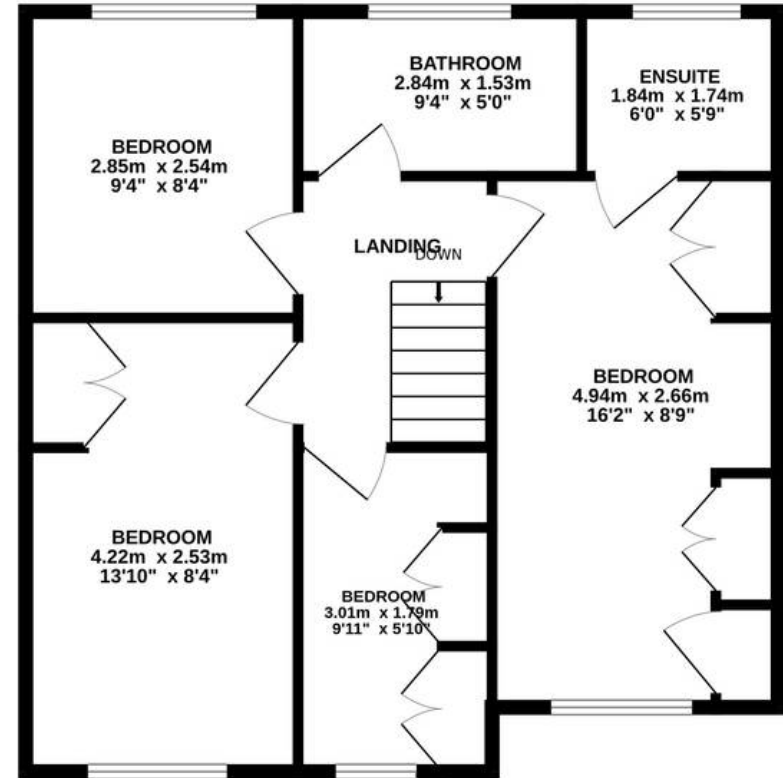 BATHROOM
2.84m x 1.53m
9'4" x 5'0"
ENSUITE
1.84m x 1.74m
6'0" x 5'9"
BEDROOM
2.85m x 2.54m
9'4" x 8'4"
LANDING
DOWN
BEDROOM
4.94m x 2.66m
16'2" x 8'9"
BEDROOM
4.22m x 2.53m
13'10" x 8'4"
BEDROOM
3.01m x 1.79m
9'11" x 5'10"